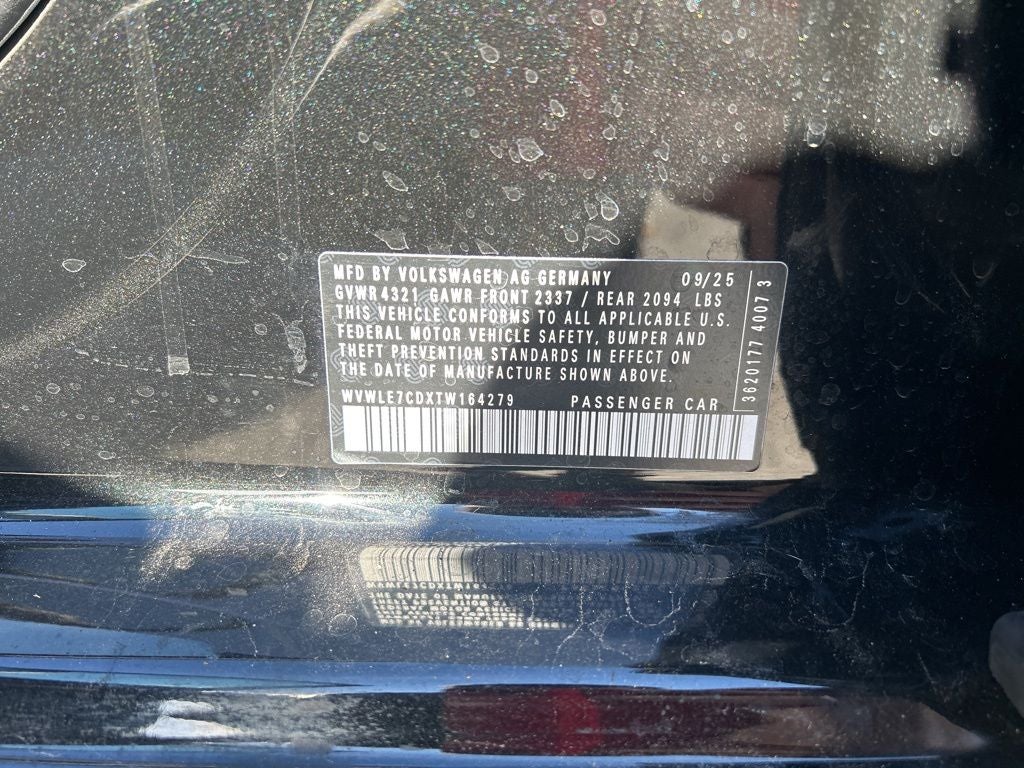 MFD BY VOLKSWAGEN AG GERMANY 09/25
GVWR 4321 GAWR FRONT 2337 / REAR 2094 LBS
THIS VEHICLE CONFORMS TO ALL APPLICABLE U.S.
FEDERAL MOTOR VEHICLE SAFETY, BUMPER AND
THEFT PREVENTION STANDARDS IN EFFECT ON
THE DATE OF MANUFACTURE SHOWN ABOVE.
WVWLE7CDXTW164279 PASSENGER CAR
3620177 4007 3